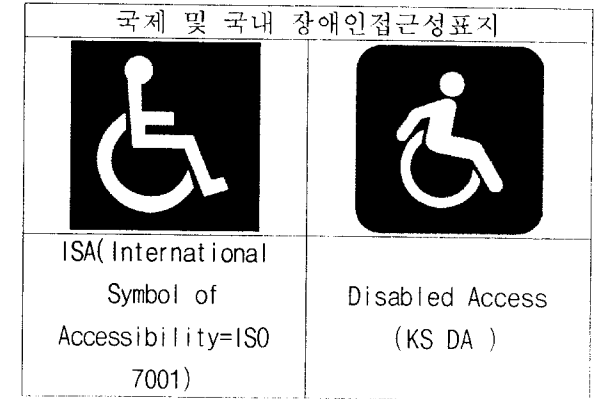 국제 및 국내 장애인접근성표지
ISA(International
Symbol of
Accessibility=ISO
7001)
Disabled Access
(KS DA )